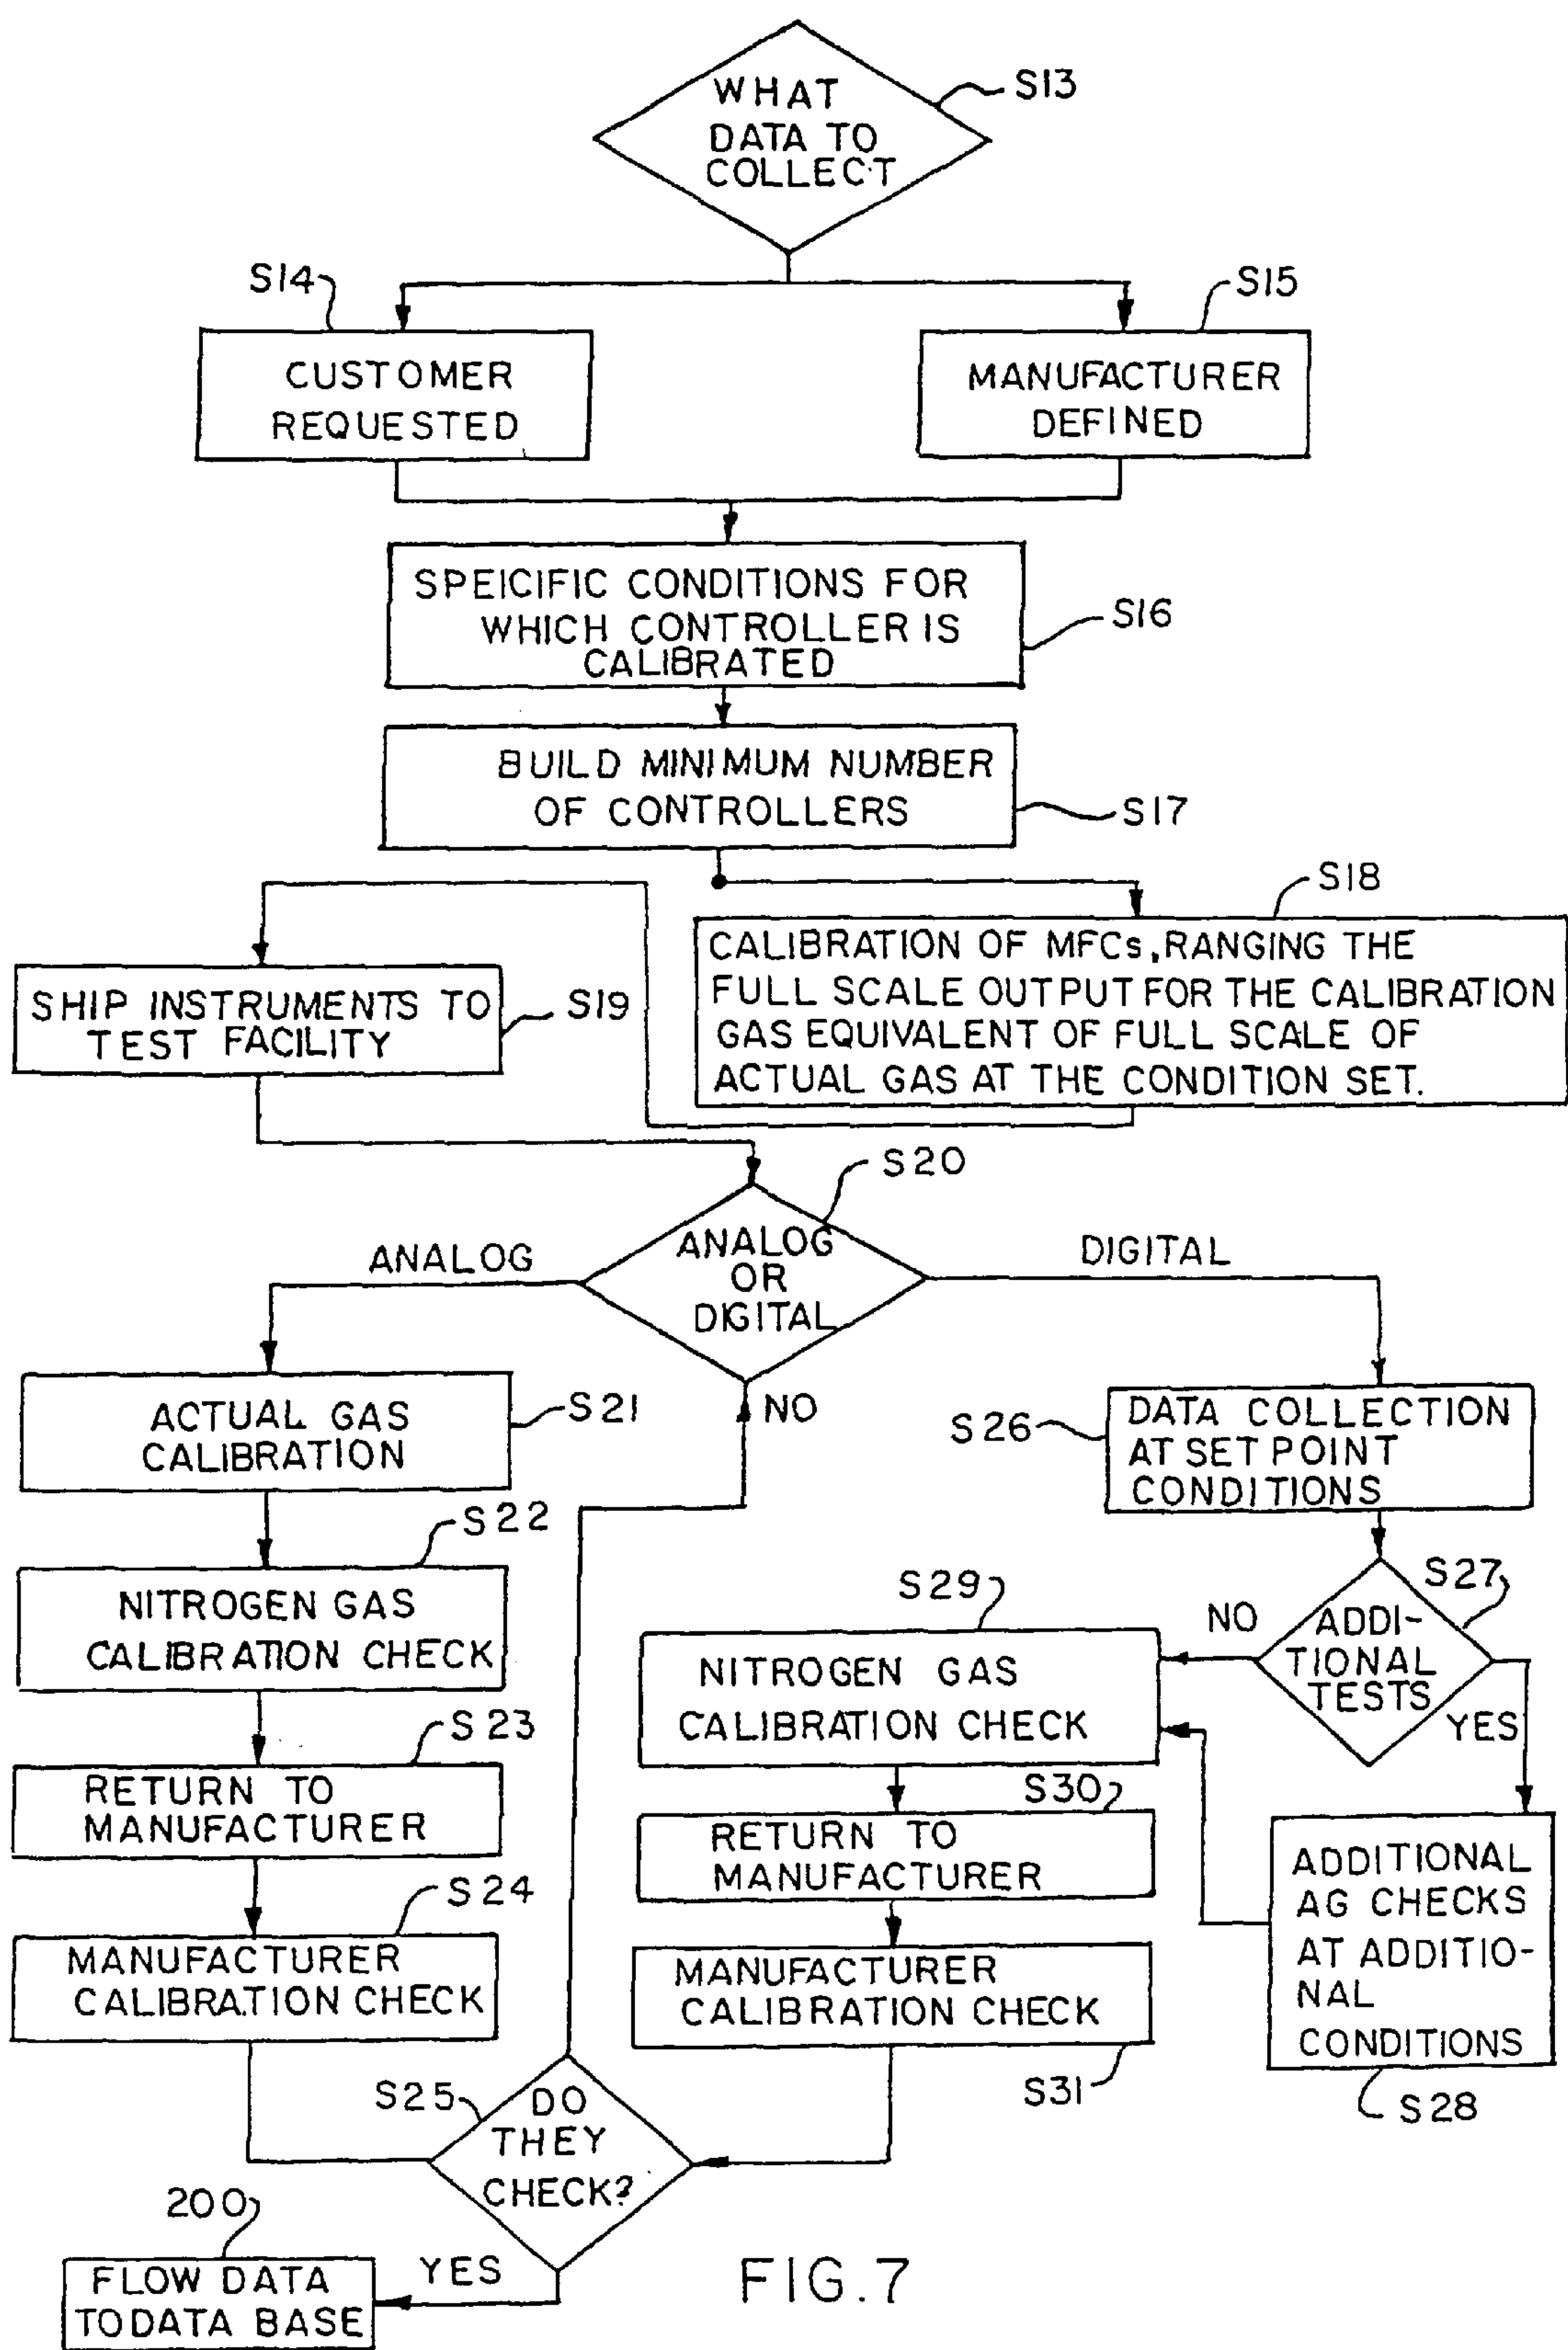 WHAT
DATA TO
COLLECT
S13
S14
S15
CUSTOMER
REQUESTED
MANUFACTURER
DEFINED
SPEICIFIC CONDITIONS FOR
WHICH CONTROLLER IS
CALIBRATED
S16
BUILD MINIMUM NUMBER
OF CONTROLLERS
S17
S18
CALIBRATION OF MFCs, RANGING THE
FULL SCALE OUTPUT FOR THE CALIBRATION
GAS EQUIVALENT OF FULL SCALE OF
ACTUAL GAS AT THE CONDITION SET.
SHIP INSTRUMENTS TO
TEST FACILITY
S19
S20
ANALOG
OR
DIGITAL
ANALOG
DIGITAL
NO
ACTUAL GAS
CALIBRATION
S21
S22
NITROGEN GAS
CALIBRATION CHECK
S23
RETURN TO
MANUFACTURER
S24
MANUFACTURER
CALIBRATION CHECK
S26
DATA COLLECTION
AT SET POINT
CONDITIONS
S27
ADDI-
TIONAL
TESTS
NO
YES
S29
NITROGEN GAS
CALIBRATION CHECK
S30
RETURN TO
MANUFACTURER
MANUFACTURER
CALIBRATION CHECK
S31
ADDITIONAL
AG CHECKS
AT ADDITIO-
NAL
CONDITIONS
S28
S25
DO
THEY
CHECK?
YES
200
FLOW DATA
TO DATA BASE
FIG.7